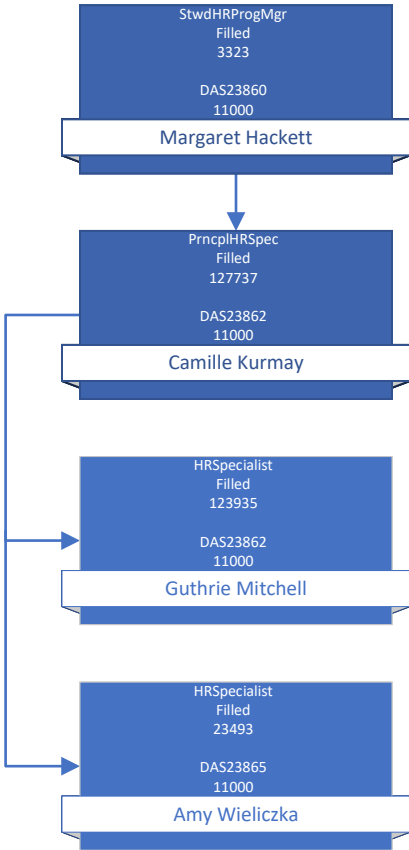 StwdHRProgMgr
Filled
3323
DAS23860
11000
Margaret Hackett
PrncplHRSpec
Filled
127737
DAS23862
11000
Camille Kurmay
HRSpecialist
Filled
123935
DAS23862
11000
Guthrie Mitchell
HRSpecialist
Filled
23493
DAS23865
11000
Amy Wieliczka